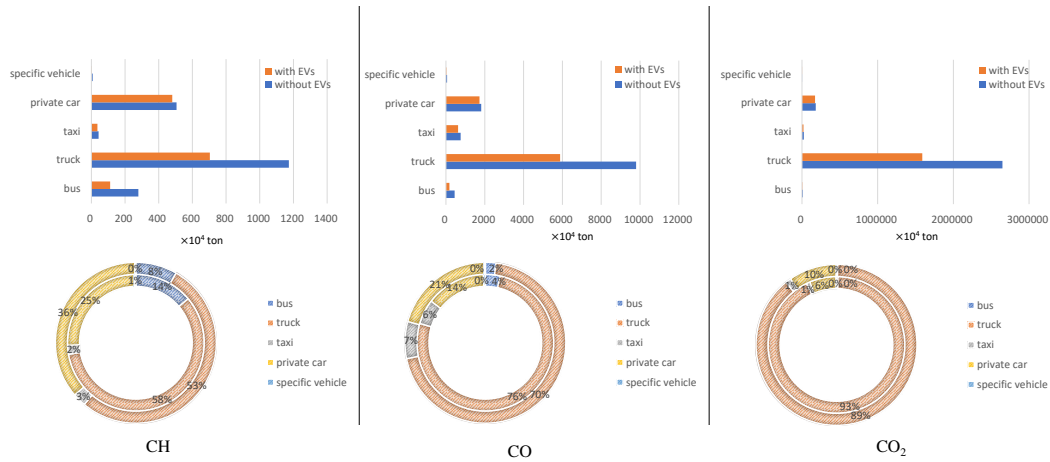 specific vehicle
private car
taxi
truck
bus
with EVs
without EVs
0 200 400 600 800 1000 1200 1400
×10⁴ ton
0% 8%
1% 14%
25%
36%
2%
3%
53%
58%
bus
truck
taxi
private car
specific vehicle
CH
specific vehicle
private car
taxi
truck
bus
with EVs
without EVs
0 2000 4000 6000 8000 10000 12000
×10⁴ ton
0% 2%
0% 4%
21% 14%
6%
7%
76% 70%
bus
truck
taxi
private car
specific vehicle
CO
specific vehicle
private car
taxi
truck
bus
with EVs
without EVs
0 1000000 2000000 3000000
×10⁴ ton
10% 0% 0%
1% 1% 6% 0% 0%
93%
89%
bus
truck
taxi
private car
specific vehicle
CO₂